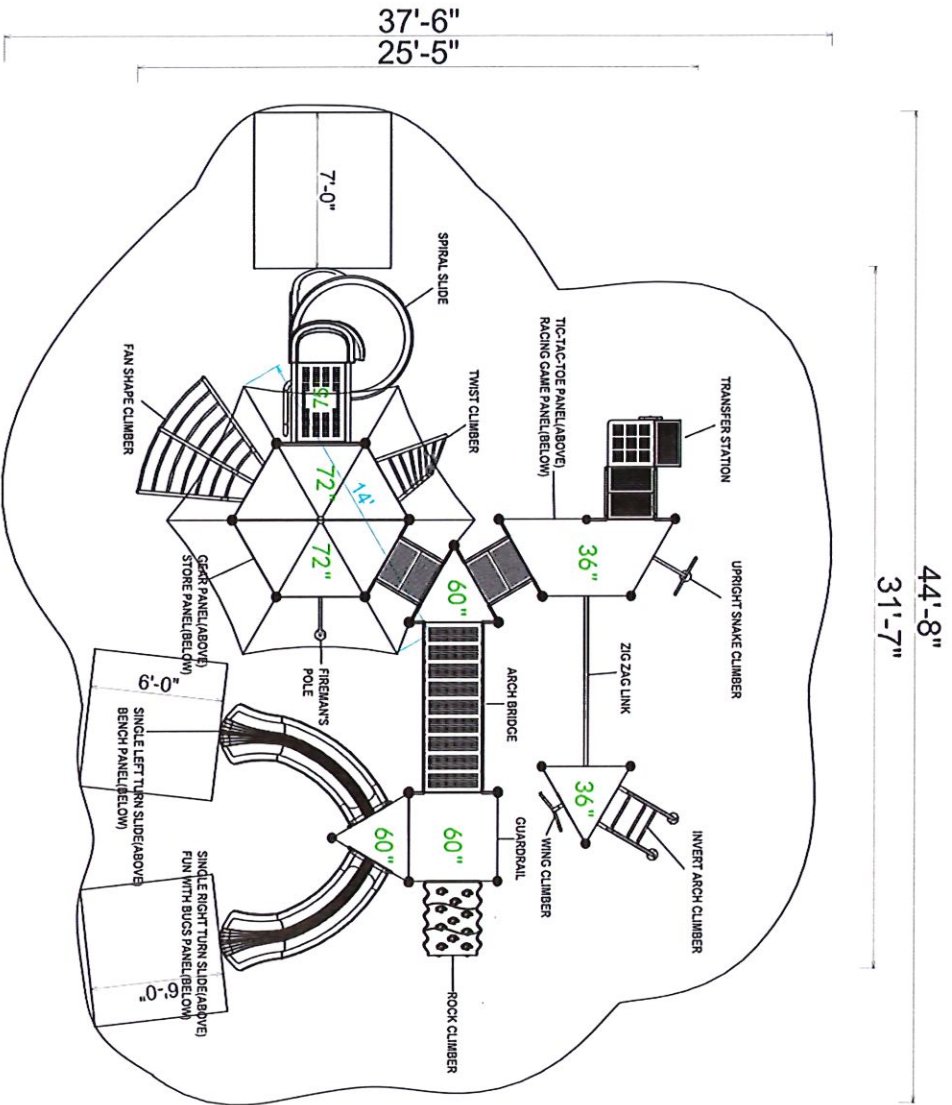 37'-6"
25'-5"
44'-8"
31'-7"
7'-0"
SPIRAL SLIDE
FAN SHAPE CLIMBER
TWIST CLIMBER
TIC-TAC-TOE PANEL(ABOVE)
RACING GAME PANEL(BELOW)
TRANSFER STATION
UPRIGHT SNAKE CLIMBER
ZIG ZAG LINK
72"
14'
72"
60"
36"
36"
GEAR PANEL(ABOVE)
STORE PANEL(BELOW)
FIREMAN'S
POLE
ARCH BRIDGE
GUARDRAIL
WING CLIMBER
INVERT ARCH CLIMBER
60"
60"
ROCK CLIMBER
6'-0"
SINGLE LEFT TURN SLIDE(ABOVE)
BENCH PANEL(BELOW)
SINGLE RIGHT TURN SLIDE(ABOVE)
FUN WITH BUGS PANEL(BELOW)
6'-0"